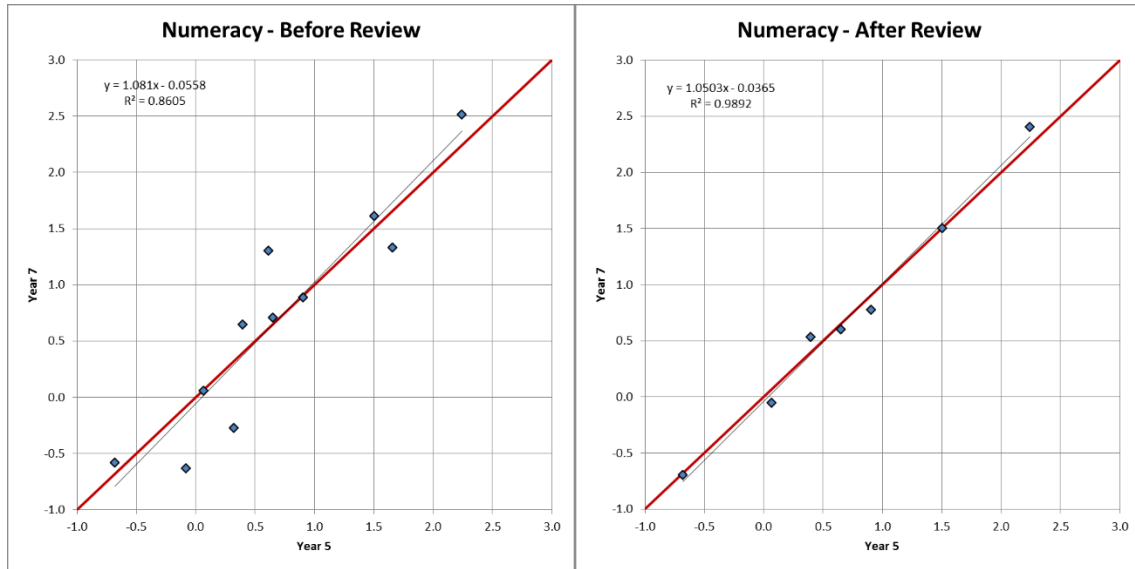 Numeracy - Before Review
3.0
y = 1.081x - 0.0558
R² = 0.8605
2.5
2.0
1.5
Year 7
1.0
0.5
0.0
-0.5
-1.0
-1.0 -0.5 0.0 0.5 1.0 1.5 2.0 2.5 3.0
Year 5
Numeracy - After Review
3.0
y = 1.0503x - 0.0365
R² = 0.9892
2.5
2.0
1.5
Year 7
1.0
0.5
0.0
-0.5
-1.0
-1.0 -0.5 0.0 0.5 1.0 1.5 2.0 2.5 3.0
Year 5